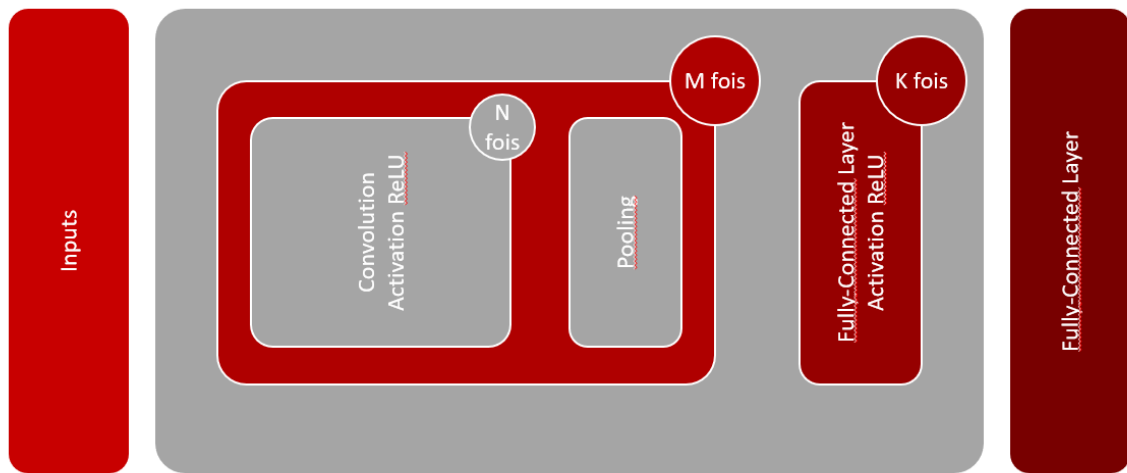 Inputs
Convolution
Activation ReLU
N
fois
Pooling
M fois
Fully-Connected Layer
Activation ReLU
K fois
Fully-Connected Layer